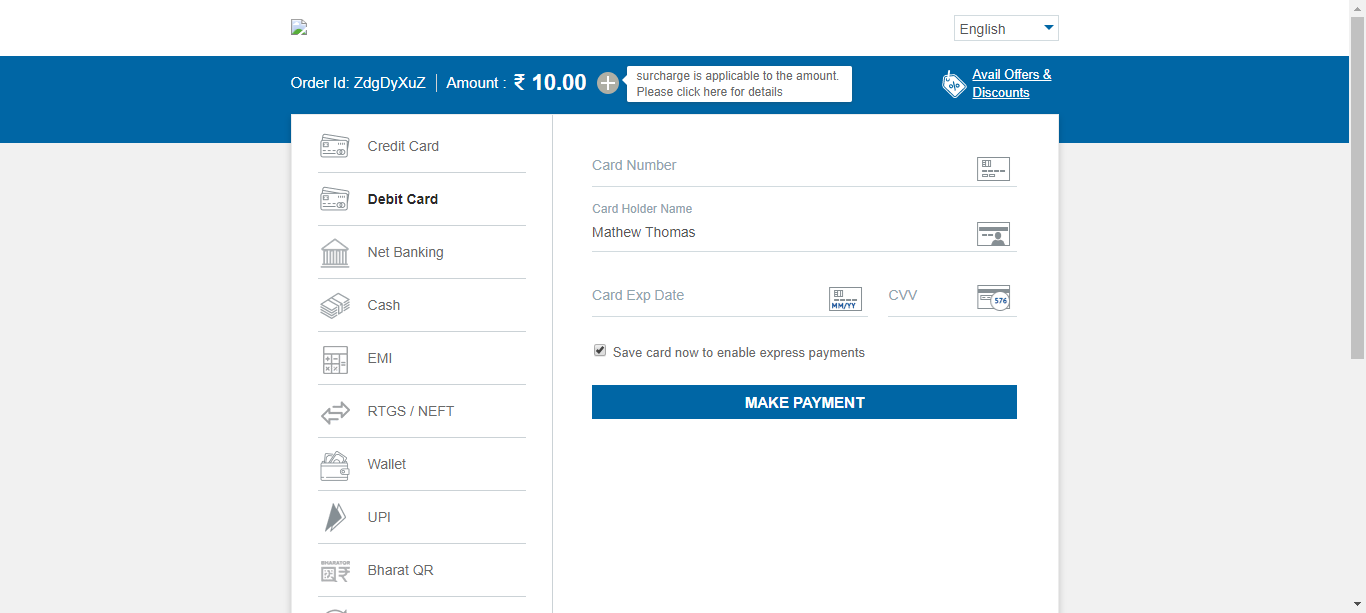 English
Order Id: ZdgDyXuZ | Amount : ₹ 10.00
surcharge is applicable to the amount.
Please click here for details
Avail Offers &
Discounts
Credit Card
Debit Card
Net Banking
Cash
EMI
RTGS / NEFT
Wallet
UPI
BHARATQR
Bharat QR
Card Number
Card Holder Name
Mathew Thomas
Card Exp Date
MM/YY
CVV
576
Save card now to enable express payments
MAKE PAYMENT